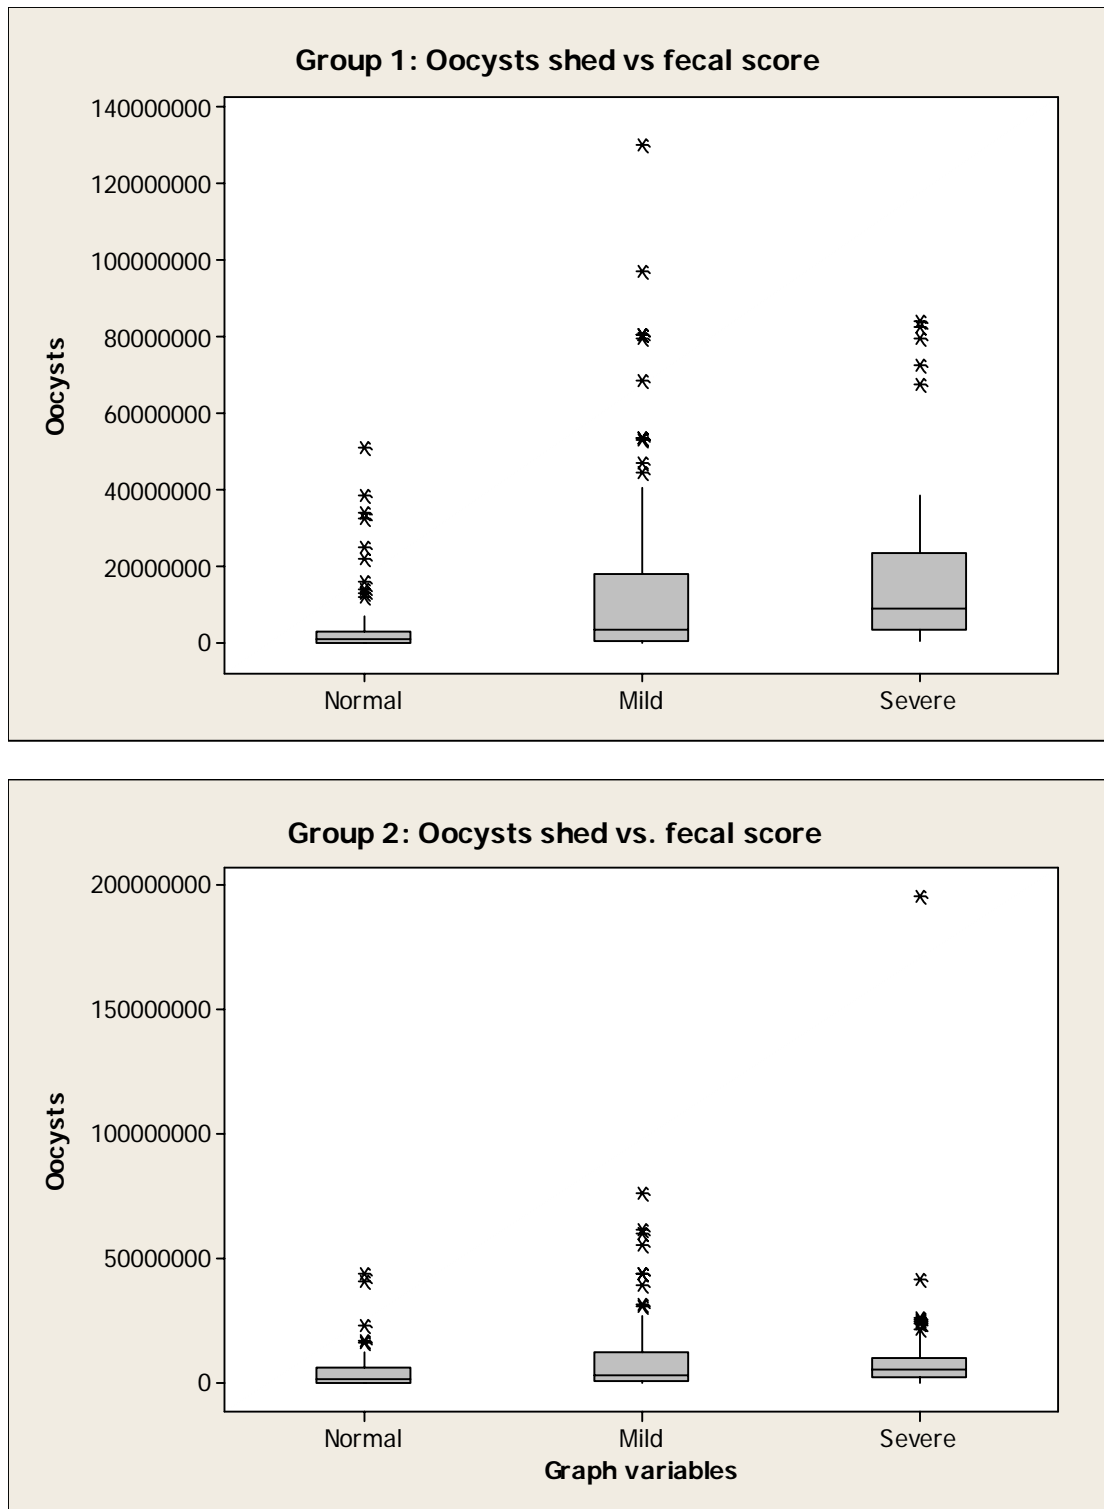 Group 1: Oocysts shed vs fecal score
140000000
120000000
100000000
80000000
60000000
40000000
20000000
0
Oocysts
Normal Mild Severe
Group 2: Oocysts shed vs. fecal score
200000000
150000000
100000000
50000000
0
Oocysts
Normal Mild Severe
Graph variables